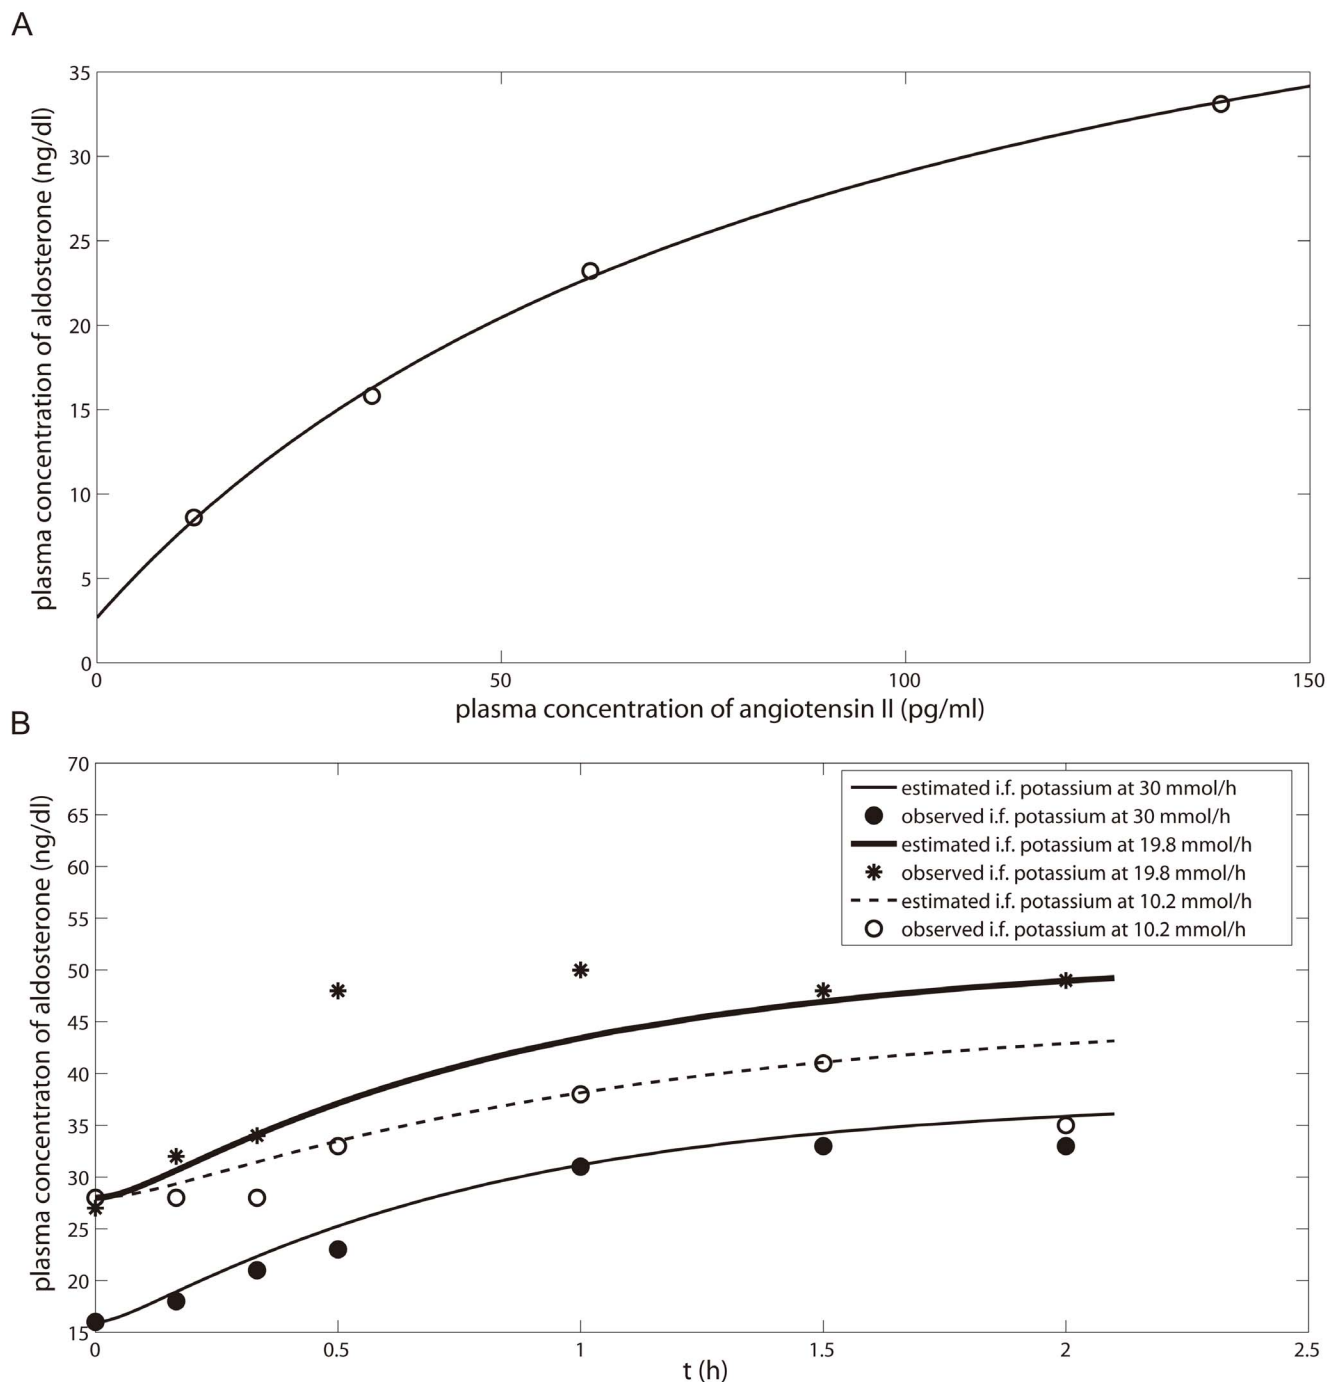 A
plasma concentration of aldosterone (ng/dl)
35
30
25
20
15
10
5
0
0 50 100 150
plasma concentration of angiotensin II (pg/ml)
B
plasma concentraton of aldosterone (ng/dl)
70
65
60
55
50
45
40
35
30
25
20
15
estimated i.f. potassium at 30 mmol/h
observed i.f. potassium at 30 mmol/h
estimated i.f. potassium at 19.8 mmol/h
observed i.f. potassium at 19.8 mmol/h
estimated i.f. potassium at 10.2 mmol/h
observed i.f. potassium at 10.2 mmol/h
0 0.5 1 1.5 2 2.5
t (h)